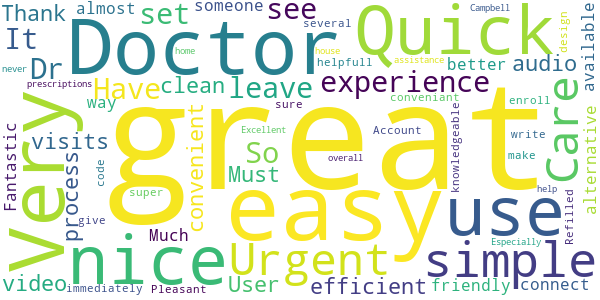 Thank almost someone see several Campbell design
It set Doctor Quick available
Dr Have clean leave experience home house better audio
never prescriptions way helpfull assistance
Very great conveniant enroll Care alternative
Fantastic visits code convenient So sure Account write
process Must Excellent overall knowledgeable make
super easy use help
give Much Urgent Refilled
nice User simple Especially
video immediately Pleasant efficient friendly connect